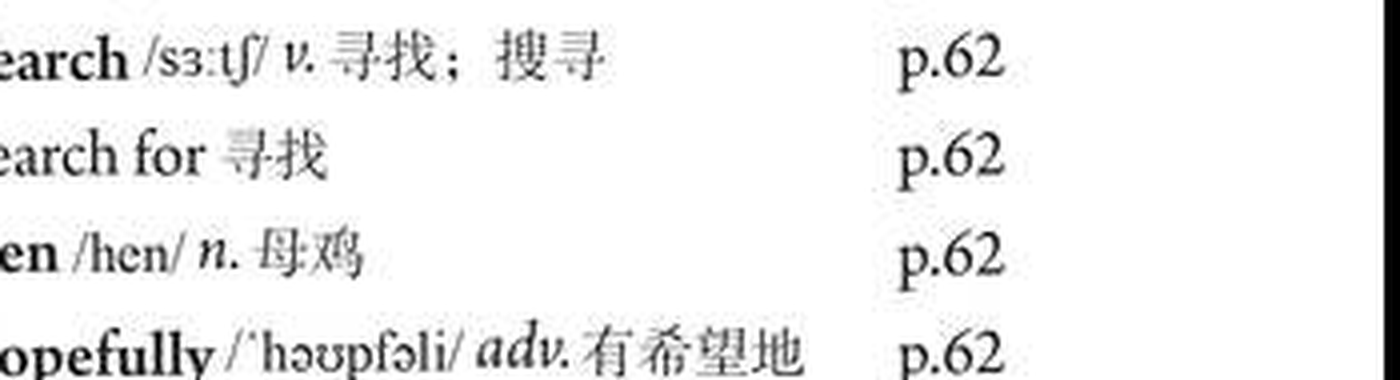 earch /sɜːtʃ/ v. 寻找；搜寻 p.62
earch for 寻找 p.62
en /hen/ n. 母鸡 p.62
opefully /ˈhəʊpfəli/ adv. 有希望地 p.62